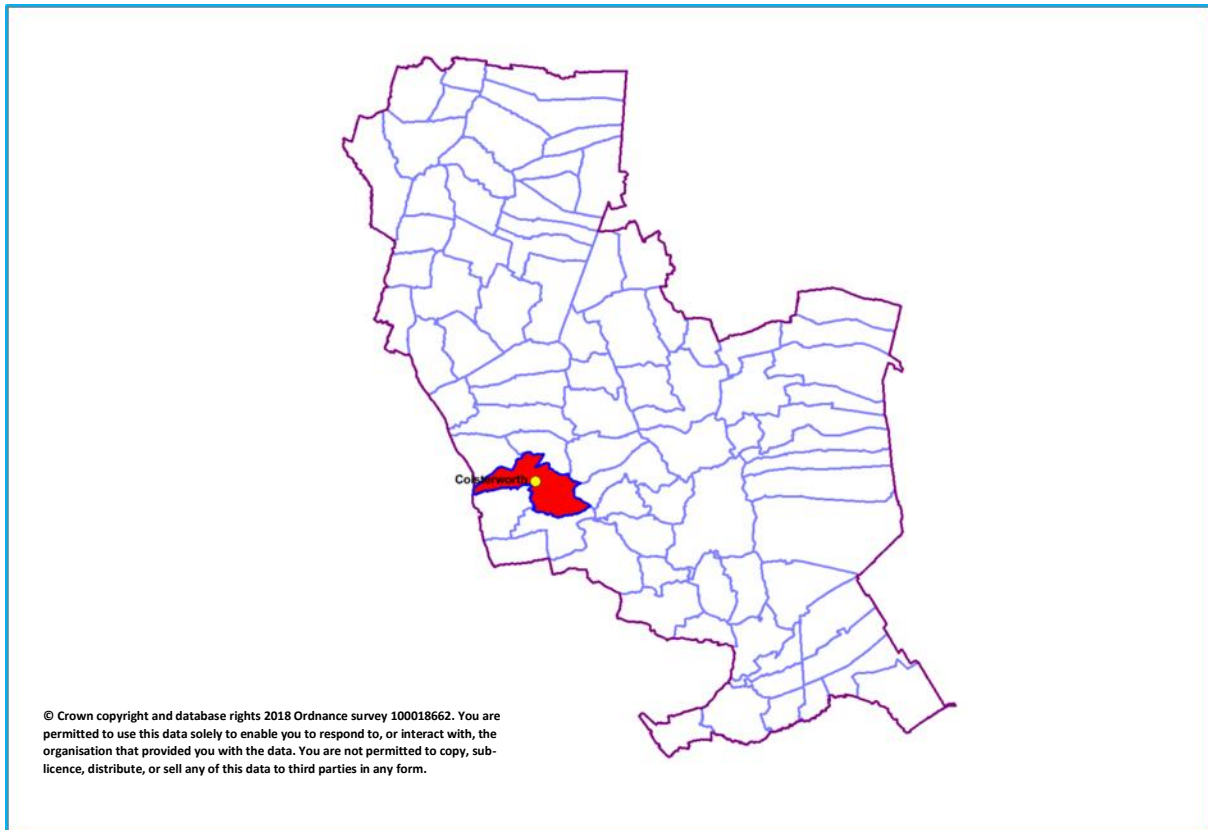 Colsterworth
© Crown copyright and database rights 2018 Ordnance survey 100018662. You are
permitted to use this data solely to enable you to respond to, or interact with, the
organisation that provided you with the data. You are not permitted to copy, sub-
licence, distribute, or sell any of this data to third parties in any form.